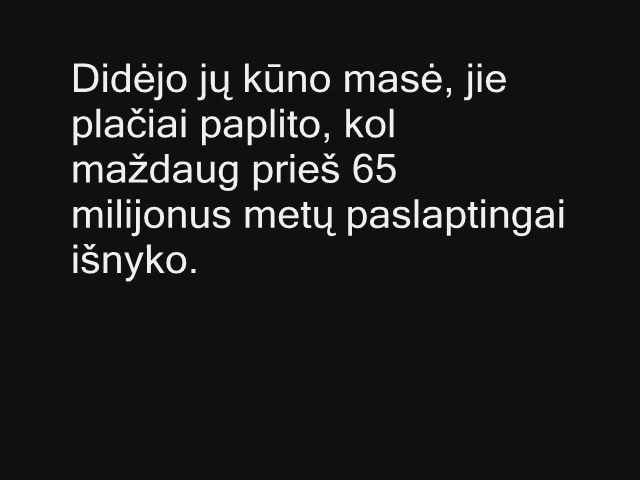 Didėjo jų kūno masė, jie
plačiai paplito, kol
maždaug prieš 65
milijonus metų paslaptingai
išnyko.